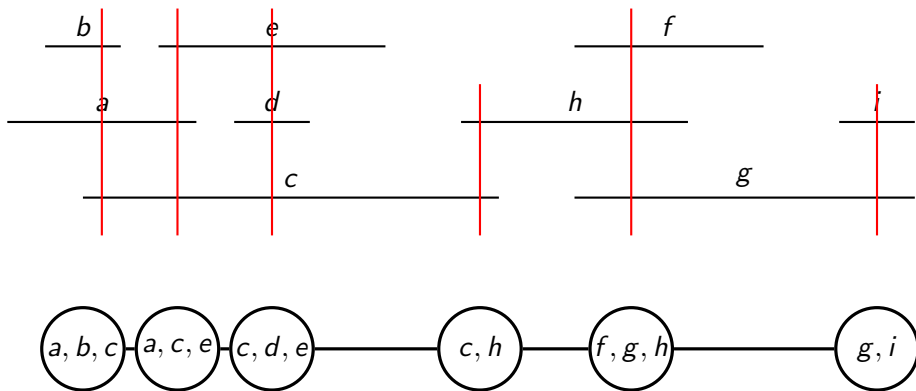 b e f
a d h i
c g
a, b, c a, c, e c, d, e c, h f, g, h g, i